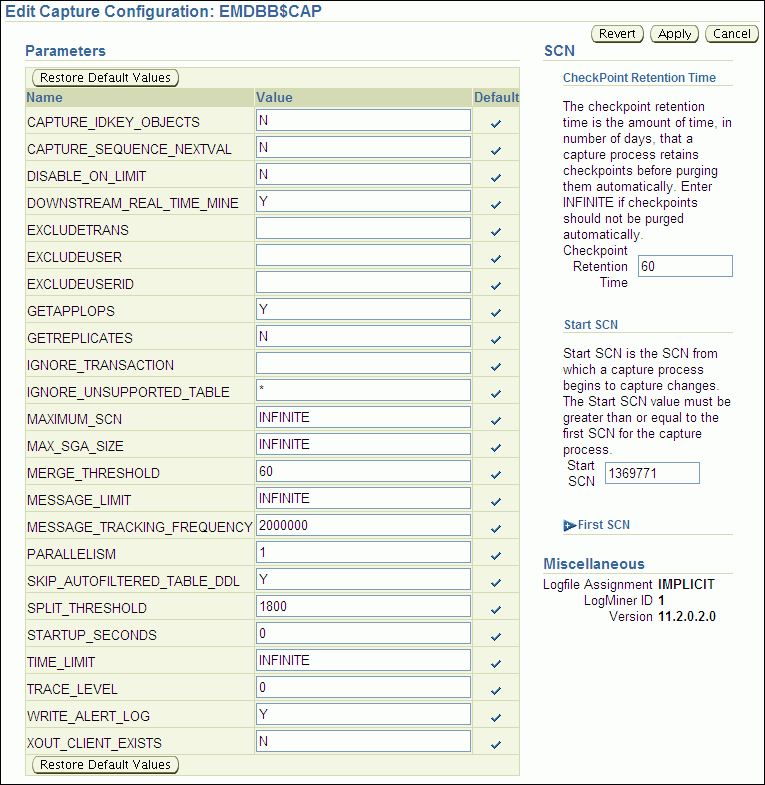 Edit Capture Configuration: EMDBB$CAP
Revert Apply Cancel
Parameters
Restore Default Values
Name Value Default
CAPTURE_IDKEY_OBJECTS N
CAPTURE_SEQUENCE_NEXTVAL N
DISABLE_ON_LIMIT N
DOWNSTREAM_REAL_TIME_MINE Y
EXCLUDETRANS
EXCLUDEUSER
EXCLUDEUSERID
GETAPPLOPS Y
GETREPLICATES N
IGNORE_TRANSACTION
IGNORE_UNSUPPORTED_TABLE *
MAXIMUM_SCN INFINITE
MAX_SGA_SIZE INFINITE
MERGE_THRESHOLD 60
MESSAGE_LIMIT INFINITE
MESSAGE_TRACKING_FREQUENCY 2000000
PARALLELISM 1
SKIP_AUTOFILTERED_TABLE_DDL Y
SPLIT_THRESHOLD 1800
STARTUP_SECONDS 0
TIME_LIMIT INFINITE
TRACE_LEVEL 0
WRITE_ALERT_LOG Y
XOUT_CLIENT_EXISTS N
Restore Default Values
SCN
CheckPoint Retention Time
The checkpoint retention
time is the amount of time, in
number of days, that a
capture process retains
checkpoints before purging
them automatically. Enter
INFINITE if checkpoints
should not be purged
automatically.
Checkpoint
Retention 60
Time
Start SCN
Start SCN is the SCN from
which a capture process
begins to capture changes.
The Start SCN value must be
greater than or equal to the
first SCN for the capture
process.
Start
SCN 1369771
First SCN
Miscellaneous
Logfile Assignment IMPLICIT
LogMiner ID 1
Version 11.2.0.2.0